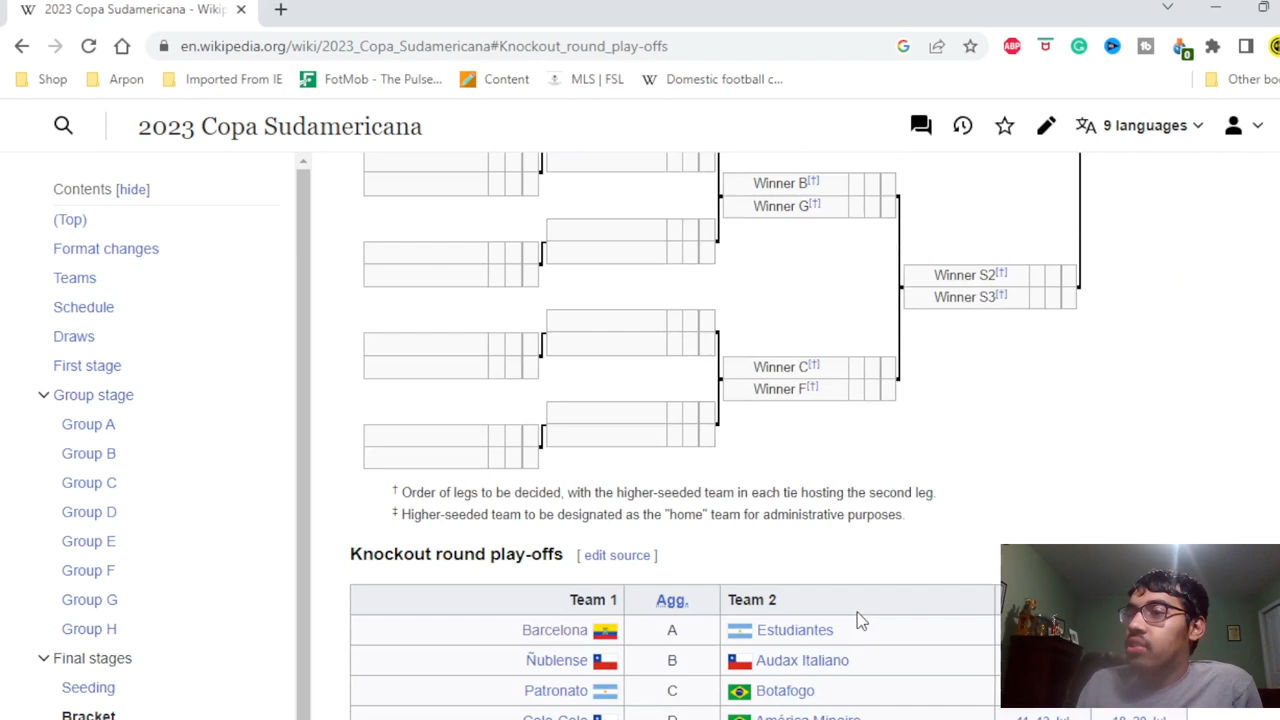 2023 Copa Sudamericana - Wikip
en.wikipedia.org/wiki/2023_Copa_Sudamericana#Knockout_round_play-offs
Shop Arpon Imported From IE FotMob - The Pulse... Content MLS | FSL Domestic football c... Other bo
2023 Copa Sudamericana
9 languages
Contents [hide]
(Top)
Format changes
Teams
Schedule
Draws
First stage
Group stage
Group A
Group B
Group C
Group D
Group E
Group F
Group G
Group H
Final stages
Seeding
Bracket
Winner B[†]
Winner G[†]
Winner S2[†]
Winner S3[†]
Winner C[†]
Winner F[†]
† Order of legs to be decided, with the higher-seeded team in each tie hosting the second leg.
‡ Higher-seeded team to be designated as the "home" team for administrative purposes.
Knockout round play-offs [ edit source ]
Team 1 Agg. Team 2
Barcelona A Estudiantes
Ñublense B Audax Italiano
Patronato C Botafogo
Colo-Colo D América Mineiro